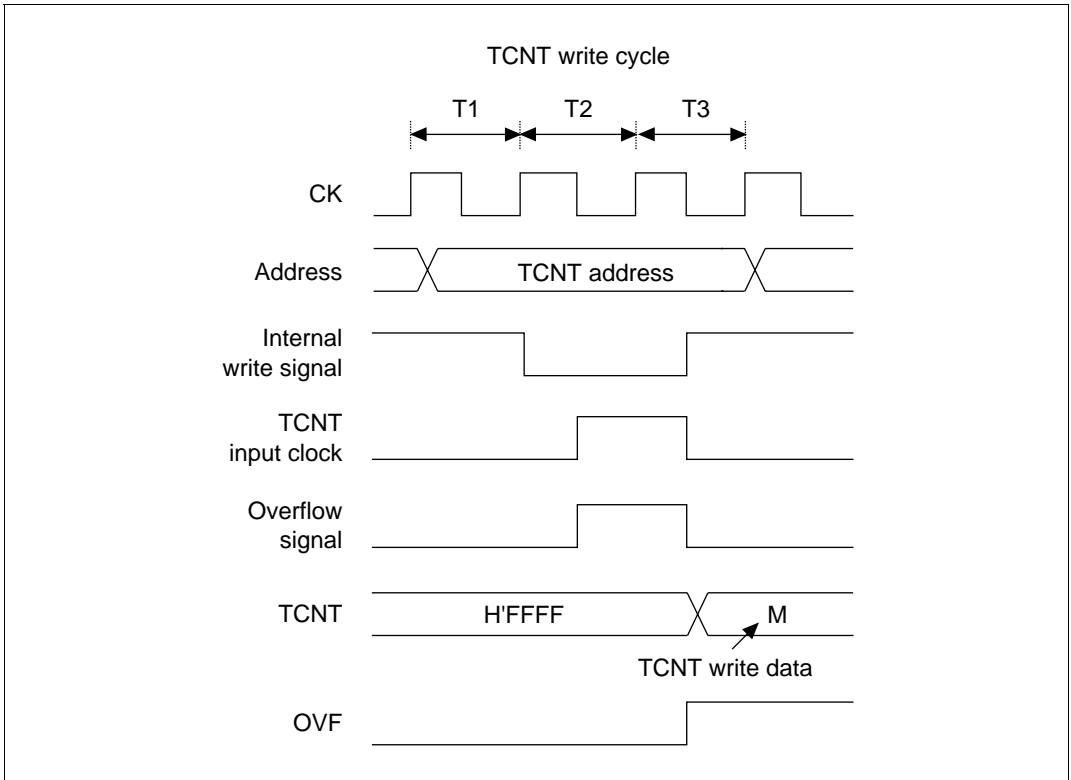 TCNT write cycle
T1 T2 T3
CK
Address
TCNT address
Internal
write signal
TCNT
input clock
Overflow
signal
TCNT
H'FFFF
M
TCNT write data
OVF